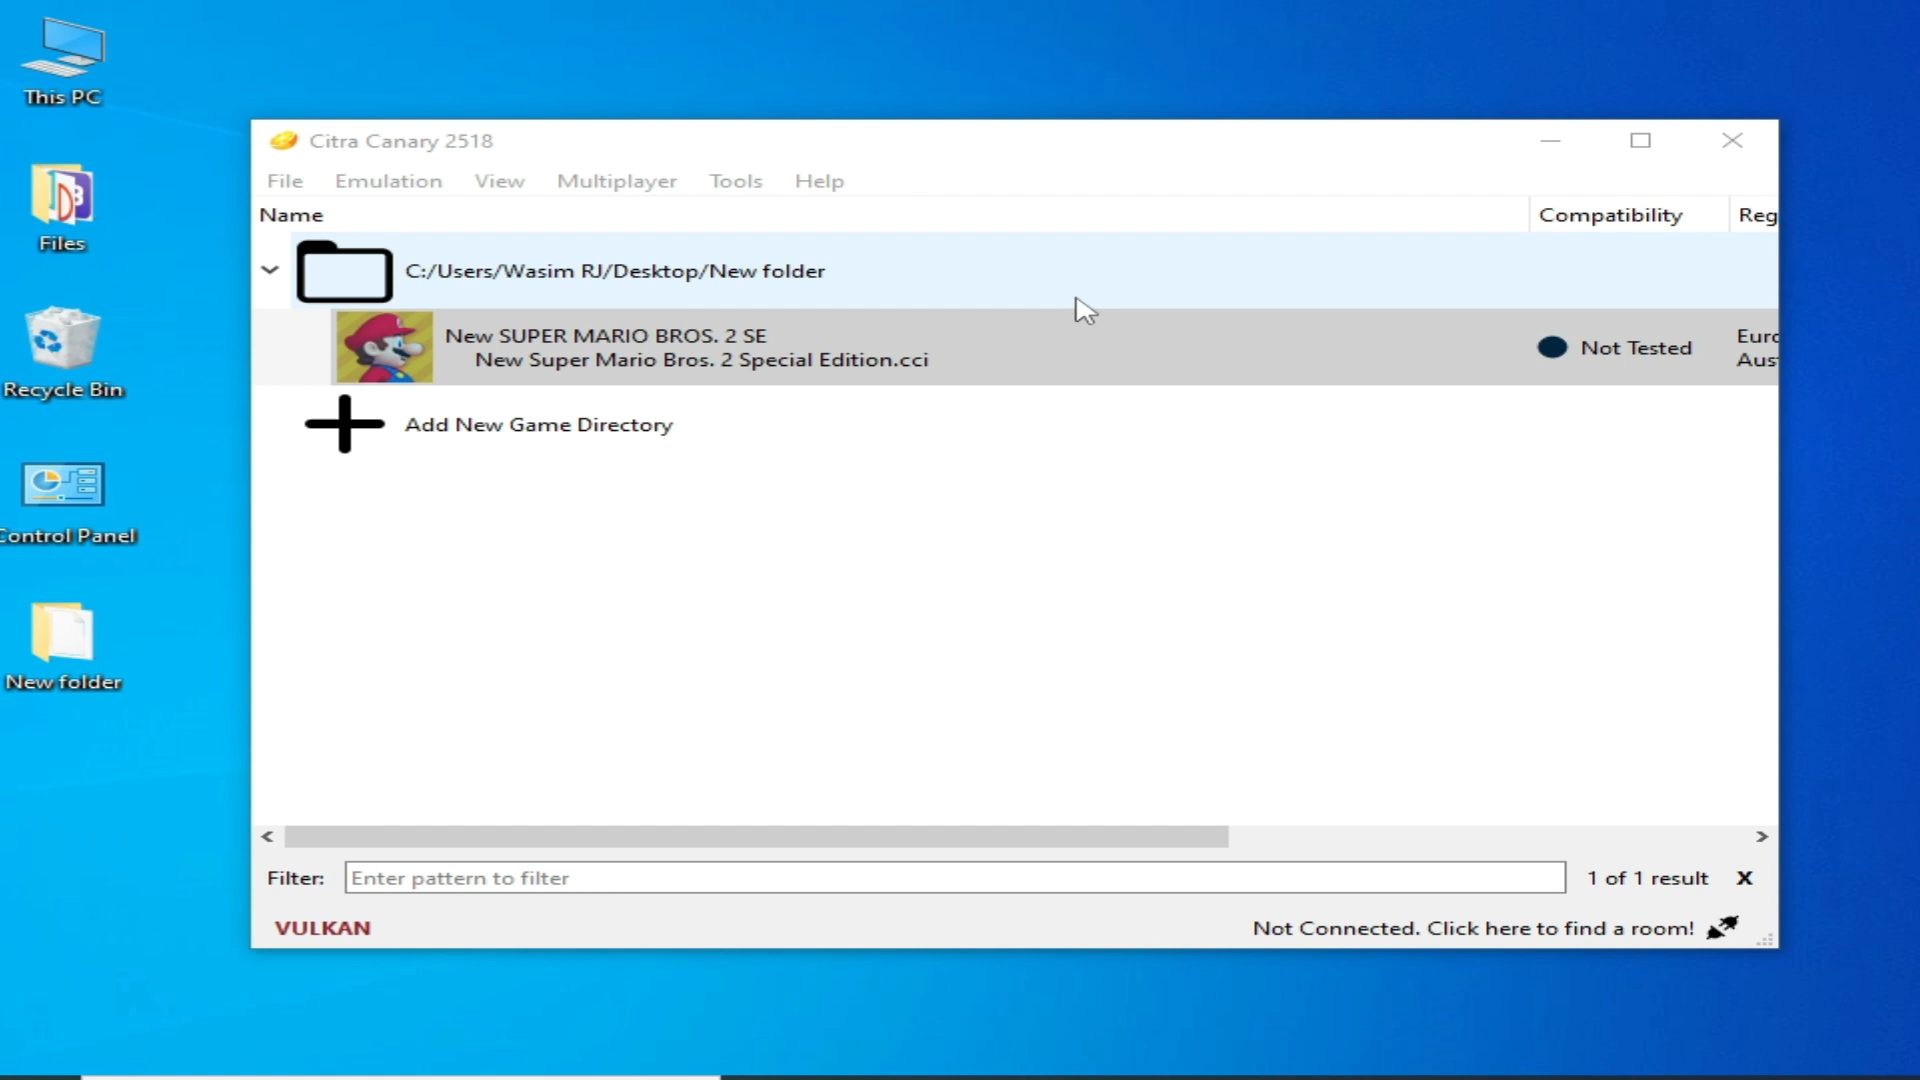 This PC
Files
Recycle Bin
Control Panel
New folder
Citra Canary 2518
File Emulation View Multiplayer Tools Help
Name Compatibility Reg
C:/Users/Wasim RJ/Desktop/New folder
New SUPER MARIO BROS. 2 SE
New Super Mario Bros. 2 Special Edition.cci
Not Tested
Euro
Aus
Add New Game Directory
Filter: Enter pattern to filter 1 of 1 result X
VULKAN Not Connected. Click here to find a room!